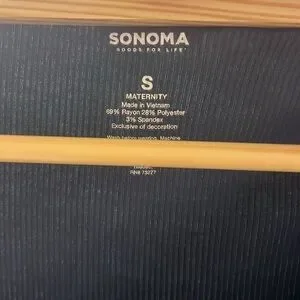 SONOMA
GOODS FOR LIFE
S
MATERNITY
Made in Vietnam
69% Rayon 28% Polyester
3% Spandex
Exclusive of decoration
Machine
RN# 73277